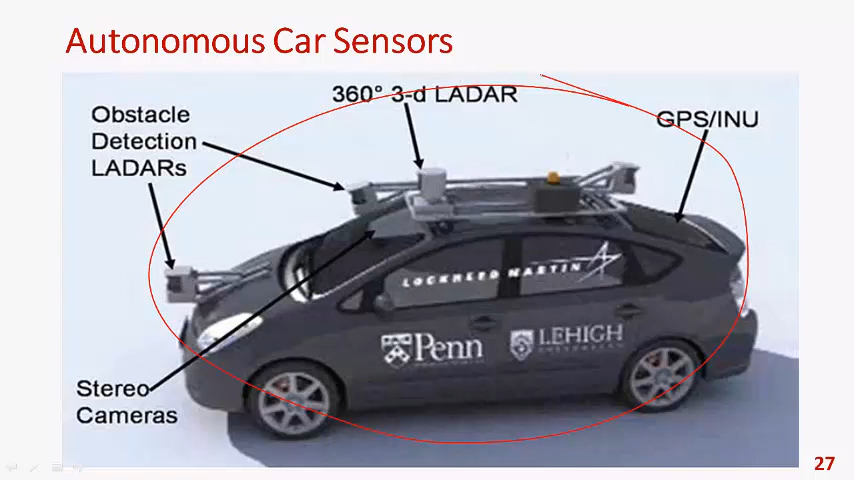 Autonomous Car Sensors
360° 3-d LADAR
Obstacle
Detection
LADARs
GPS/INU
LOCKHEED MARTIN
Penn
LEHIGH
Stereo
Cameras
27